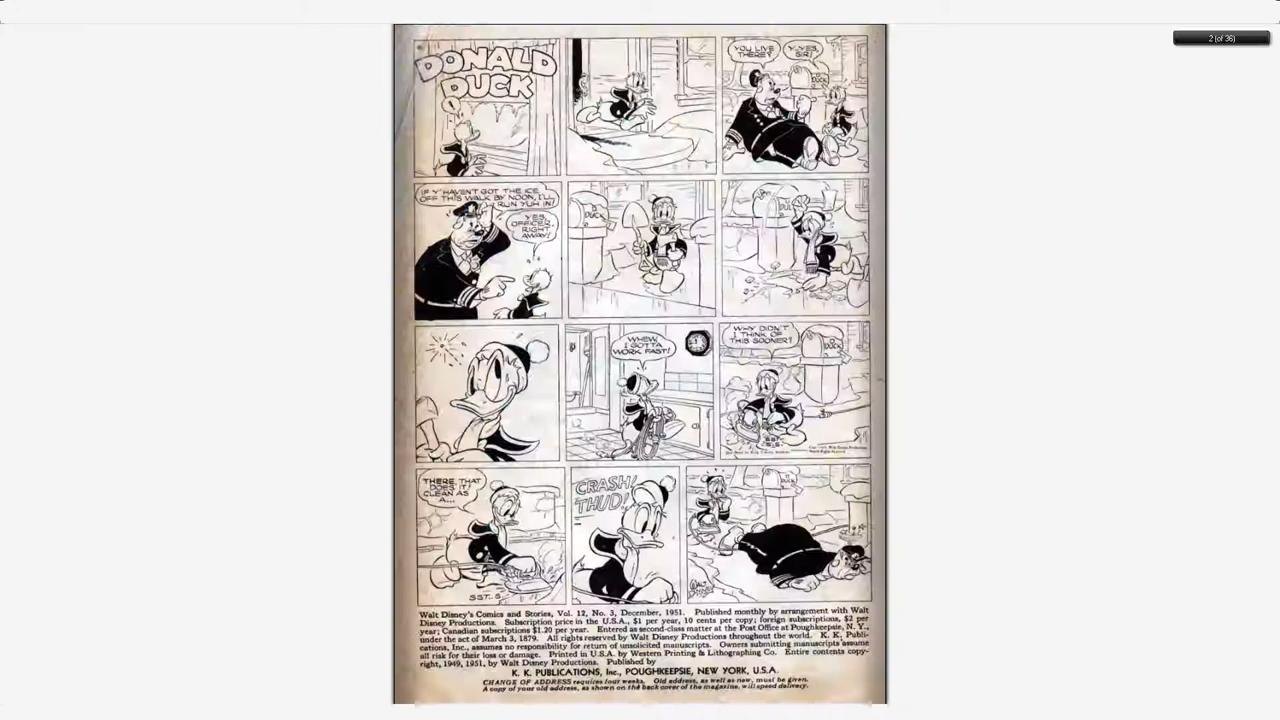 2 (of 36)
DONALD
DUCK
YOU LIVE
THERE?
Y-YES,
SIR!
DUCK
IF Y'HAVEN'T GOT THE ICE
OFF THIS WALK BY NOON, I'LL
RUN YUH IN!
YES,
OFFICER,
RIGHT
AWAY!
DUCK
WHEW,
I GOTTA
WORK FAST!
WHY DIDN'T
I THINK OF
THIS SOONER?
DUCK
SST-
S.S.
THERE, THAT
DOES IT!
CLEAN AS
A...
SST-S
CRASH!
THUD!
DUCK
WALT
DISNEY
Walt Disney's Comics and Stories, Vol. 12, No. 3, December, 1951. Published monthly by arrangement with Walt
Disney Productions. Subscription price in the U.S.A., $1 per year, 10 cents per copy; foreign subscriptions, $2 per
year; Canadian subscriptions $1.20 per year. Entered as second-class matter at the Post Office at Poughkeepsie, N. Y.,
under the act of March 3, 1879. All rights reserved by Walt Disney Productions throughout the world. K. K. Publi-
cations, Inc., assumes no responsibility for return of unsolicited manuscripts. Owners submitting manuscripts assume
all risk for their loss or damage. Printed in U.S.A. by Western Printing & Lithographing Co. Entire contents copy-
right, 1949, 1951, by Walt Disney Productions. Published by
K. K. PUBLICATIONS, Inc., POUGHKEEPSIE, NEW YORK, U.S.A.
CHANGE OF ADDRESS requires four weeks. Old address, as well as new, must be given.
A copy of your old address, as shown on the back cover of the magazine, will speed delivery.